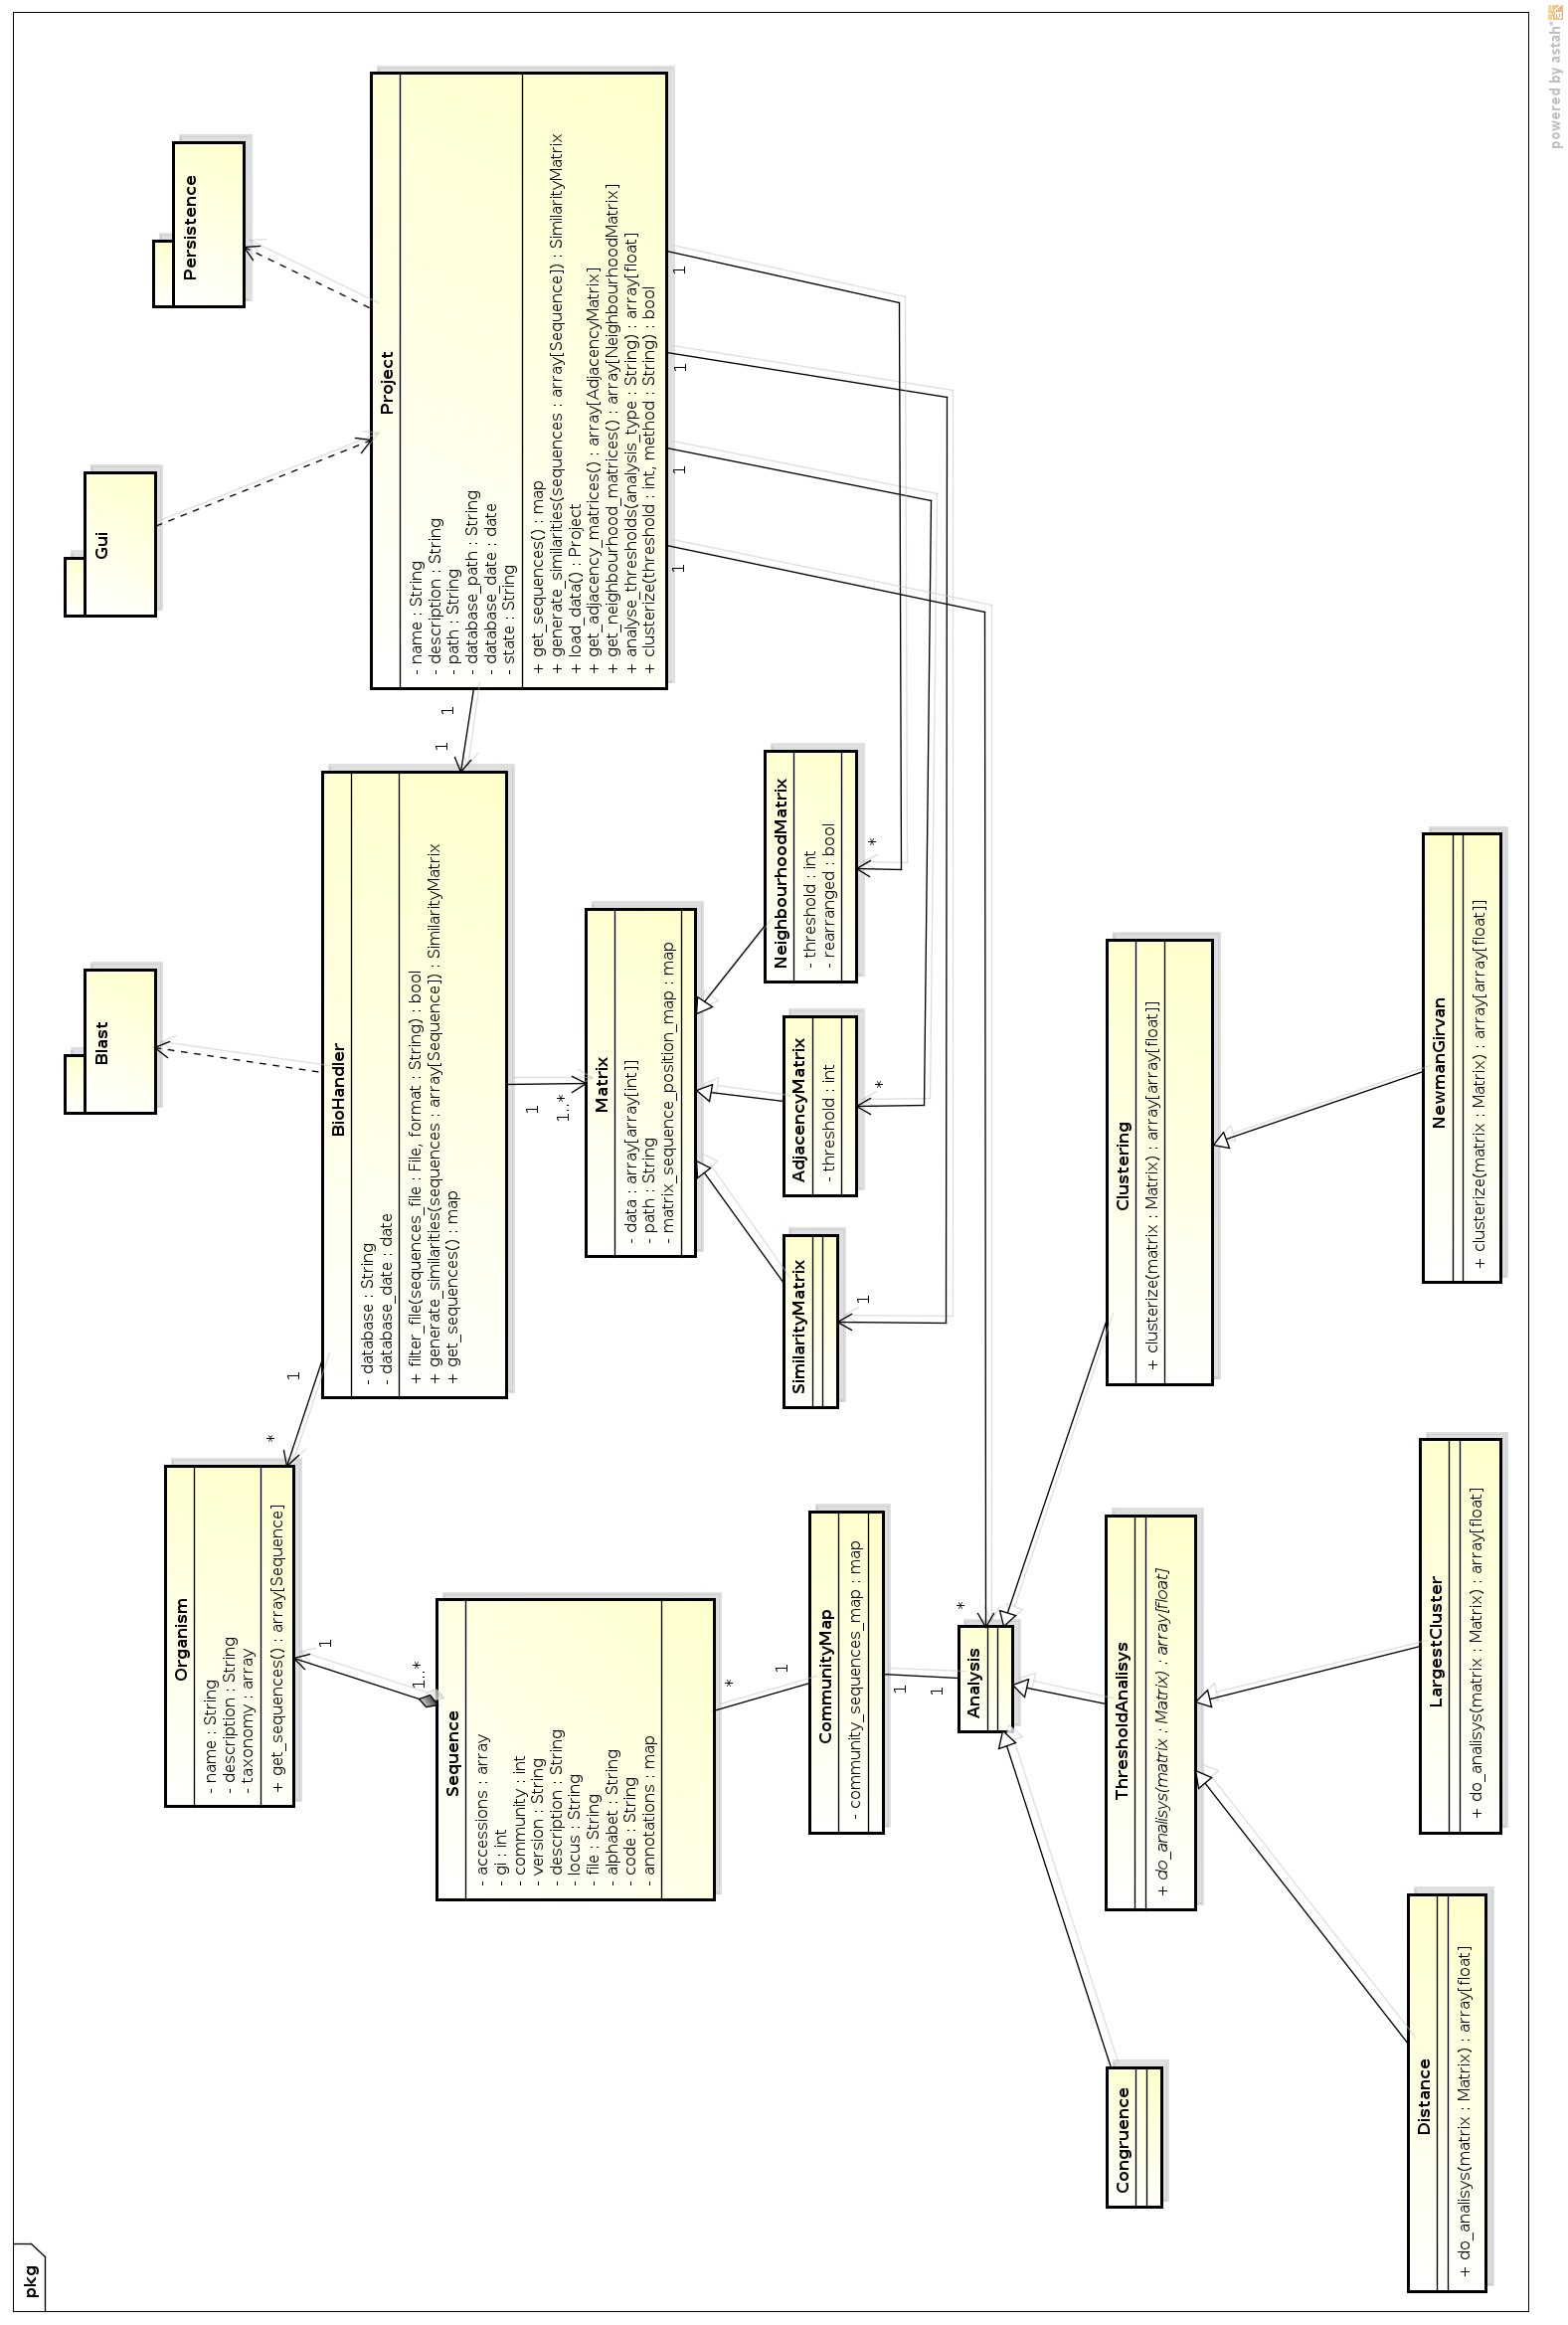 pkg
Blast
Gui
Persistence
Organism
- name : String
- description : String
- taxonomy : array
+ get_sequences() : array[Sequence]
1
*
1
1..*
BioHandler
- database : String
- database_date : date
+ filter_file(sequences_file : File, format : String) : bool
+ generate_similarities(sequences : array[Sequence]) : SimilarityMatrix
+ get_sequences() : map
1
1
Project
- name : String
- description : String
- path : String
- database_path : String
- database_date : date
- state : String
+ get_sequences() : map
+ generate_similarities(sequences : array[Sequence]) : SimilarityMatrix
+ load_data() : Project
+ get_adjacency_matrices() : array[AdjacencyMatrix]
+ get_neighbourhood_matrices() : array[NeighbourhoodMatrix]
+ analyse_thresholds(analysis_type : String) : array[float]
+ clusterize(threshold : int, method : String) : bool
1
1
1
1
Sequence
- accessions : array
- gi : int
- community : int
- version : String
- description : String
- locus : String
- file : String
- alphabet : String
- code : String
- annotations : map
1
1..*
Matrix
- data : array[array[int]]
- path : String
- matrix_sequence_position_map : map
*
1
SimilarityMatrix
1
AdjacencyMatrix
- threshold : int
*
NeighbourhoodMatrix
- threshold : int
- rearranged : bool
*
CommunityMap
- community_sequences_map : map
1
1
*
Analysis
Congruence
ThresholdAnalisys
+ do_analisys(matrix : Matrix) : array[float]
Clustering
+ clusterize(matrix : Matrix) : array[array[float]]
Distance
+ do_analisys(matrix : Matrix) : array[float]
LargestCluster
+ do_analisys(matrix : Matrix) : array[float]
NewmanGirvan
+ clusterize(matrix : Matrix) : array[array[float]]
powered by astah*